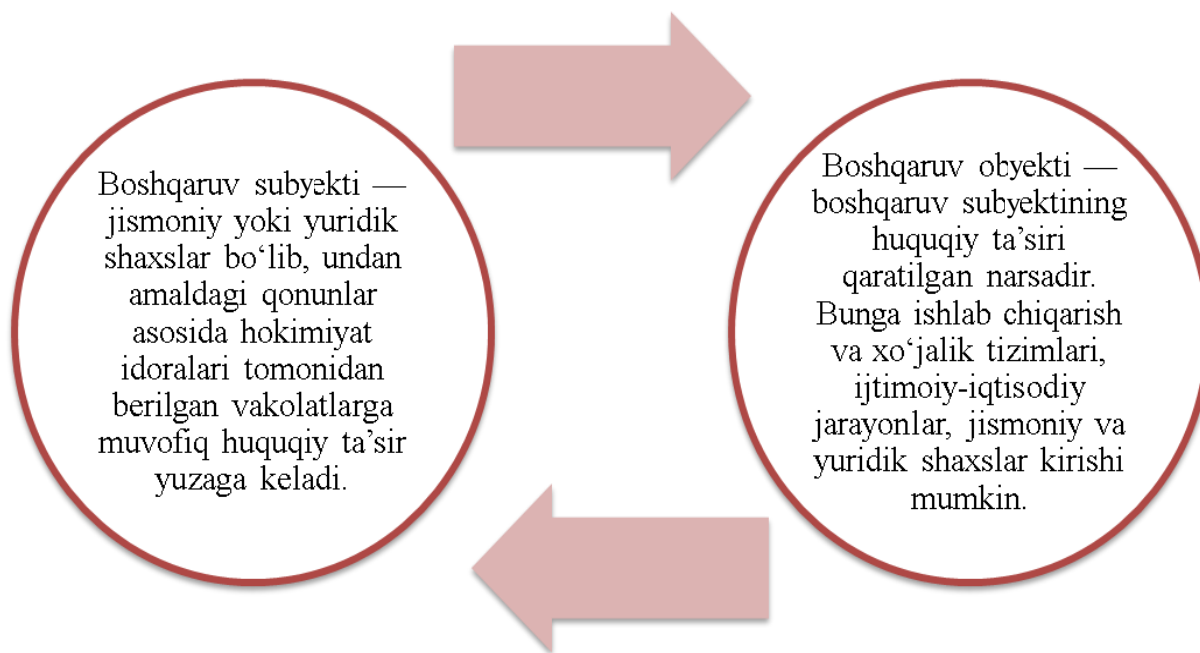 Boshqaruv subyekti —
jismoniy yoki yuridik
shaxslar bo‘lib, undan
amaldagi qonunlar
asosida hokimiyat
idoralari tomonidan
berilgan vakolatlarga
muvofiq huquqiy ta’sir
yuzaga keladi.
Boshqaruv obyekti —
boshqaruv subyektining
huquqiy ta’siri
qaratilgan narsadir.
Bunga ishlab chiqarish
va xo‘jalik tizimlari,
ijtimoiy-iqtisodiy
jarayonlar, jismoniy va
yuridik shaxslar kirishi
mumkin.